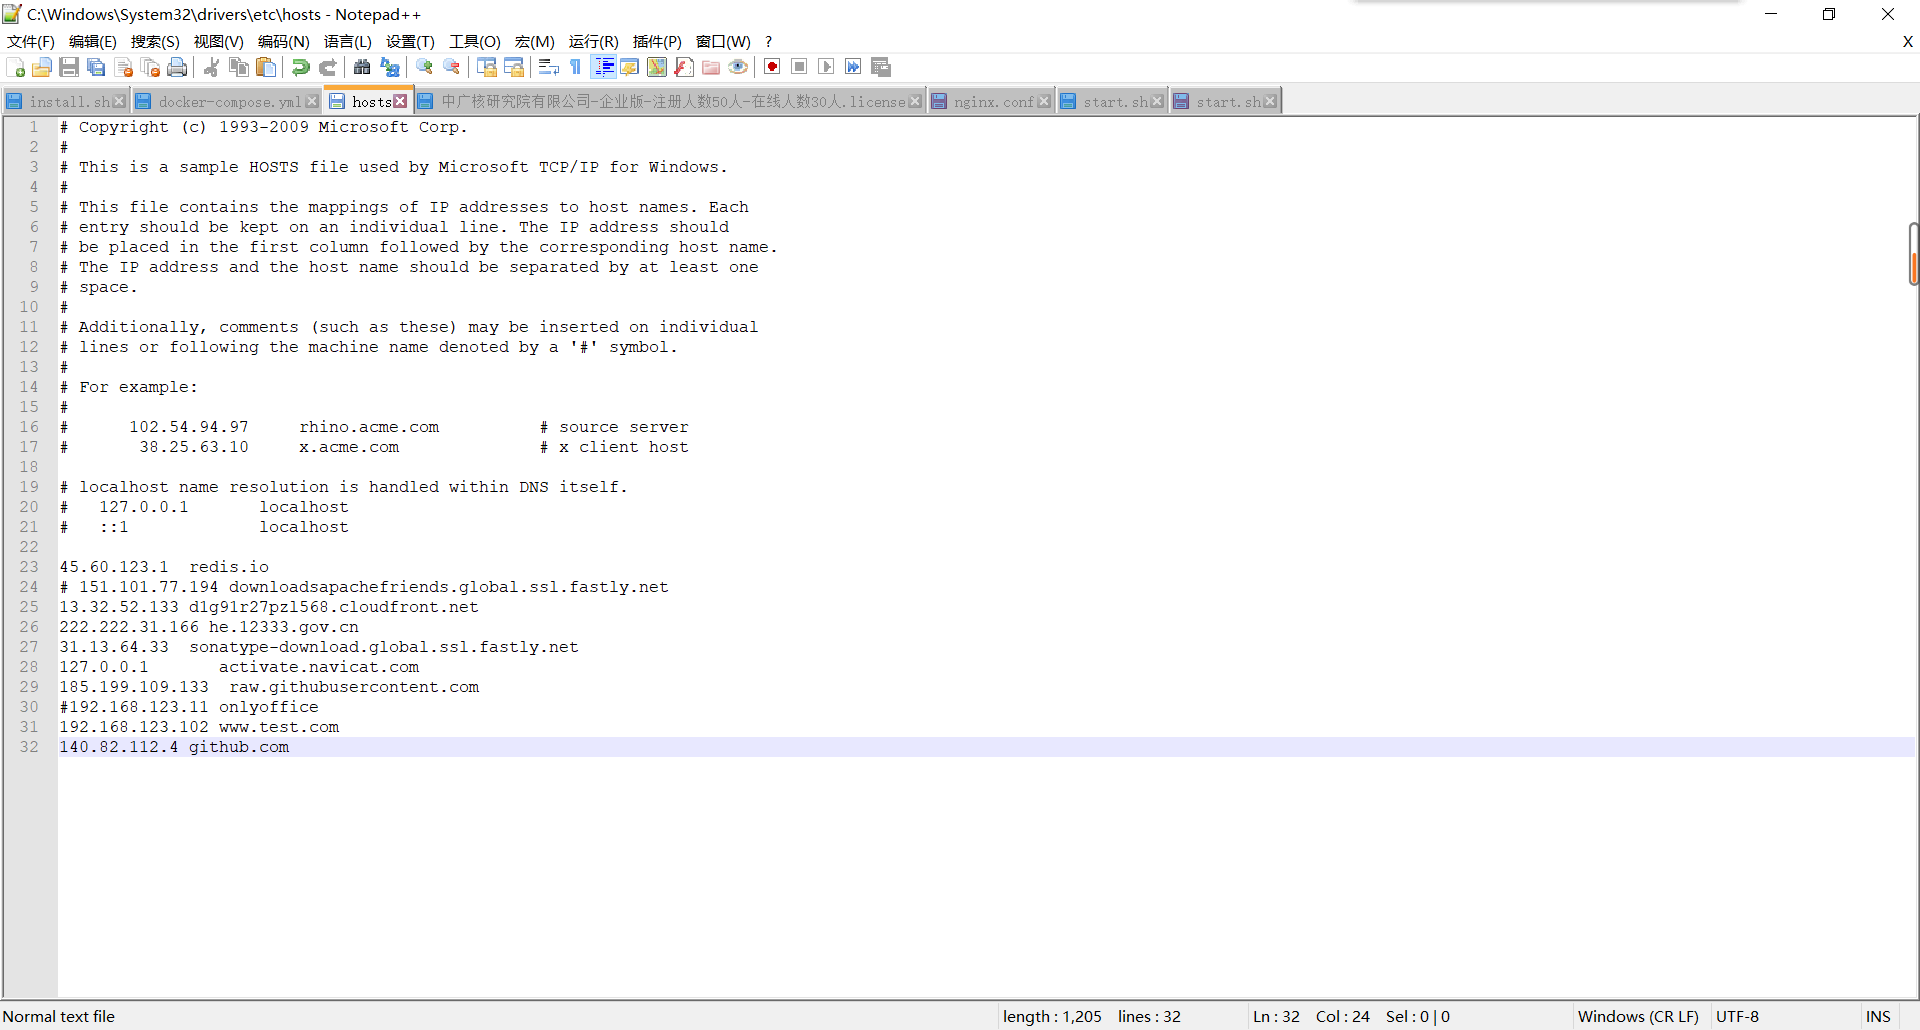 C:\Windows\System32\drivers\etc\hosts - Notepad++
文件(F) 编辑(E) 搜索(S) 视图(V) 编码(N) 语言(L) 设置(T) 工具(O) 宏(M) 运行(R) 插件(P) 窗口(W) ? X
install.sh docker-compose.yml hosts 中广核研究院有限公司-企业版-注册人数50人-在线人数30人.license nginx.conf start.sh start.sh
1 # Copyright (c) 1993-2009 Microsoft Corp.
2 #
3 # This is a sample HOSTS file used by Microsoft TCP/IP for Windows.
4 #
5 # This file contains the mappings of IP addresses to host names. Each
6 # entry should be kept on an individual line. The IP address should
7 # be placed in the first column followed by the corresponding host name.
8 # The IP address and the host name should be separated by at least one
9 # space.
10 #
11 # Additionally, comments (such as these) may be inserted on individual
12 # lines or following the machine name denoted by a '#' symbol.
13 #
14 # For example:
15 #
16 #      102.54.94.97     rhino.acme.com          # source server
17 #       38.25.63.10     x.acme.com              # x client host
18
19 # localhost name resolution is handled within DNS itself.
20 #   127.0.0.1       localhost
21 #   ::1             localhost
22
23 45.60.123.1  redis.io
24 # 151.101.77.194 downloadsapachefriends.global.ssl.fastly.net
25 13.32.52.133 d1g91r27pzl568.cloudfront.net
26 222.222.31.166 he.12333.gov.cn
27 31.13.64.33  sonatype-download.global.ssl.fastly.net
28 127.0.0.1       activate.navicat.com
29 185.199.109.133  raw.githubusercontent.com
30 #192.168.123.11 onlyoffice
31 192.168.123.102 www.test.com
32 140.82.112.4 github.com
Normal text file length : 1,205 lines : 32 Ln : 32 Col : 24 Sel : 0 | 0 Windows (CR LF) UTF-8 INS